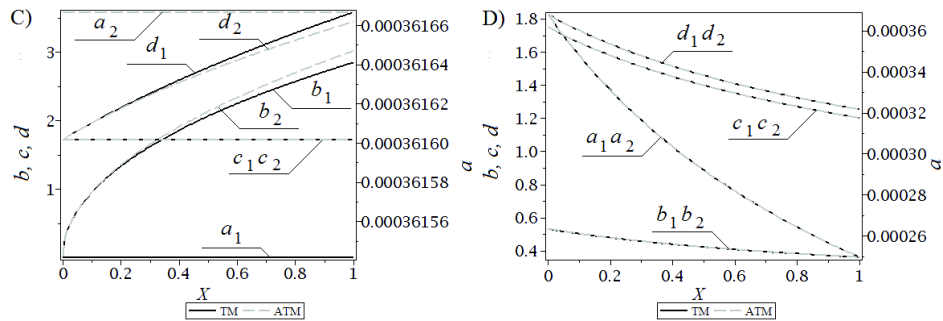 C)
b, c, d
3
2
1
a₂
d₁
d₂
b₁
b₂
c₁c₂
a₁
0.00036166
0.00036164
0.00036162
0.00036160
0.00036158
0.00036156
a
0 0.2 0.4 0.6 0.8 1
X
TM ATM
D)
b, c, d
1.8
1.6
1.4
1.2
1.0
0.8
0.6
0.4
d₁d₂
c₁c₂
a₁a₂
b₁b₂
0.00036
0.00034
0.00032
0.00030
0.00028
0.00026
a
0 0.2 0.4 0.6 0.8 1
X
TM ATM